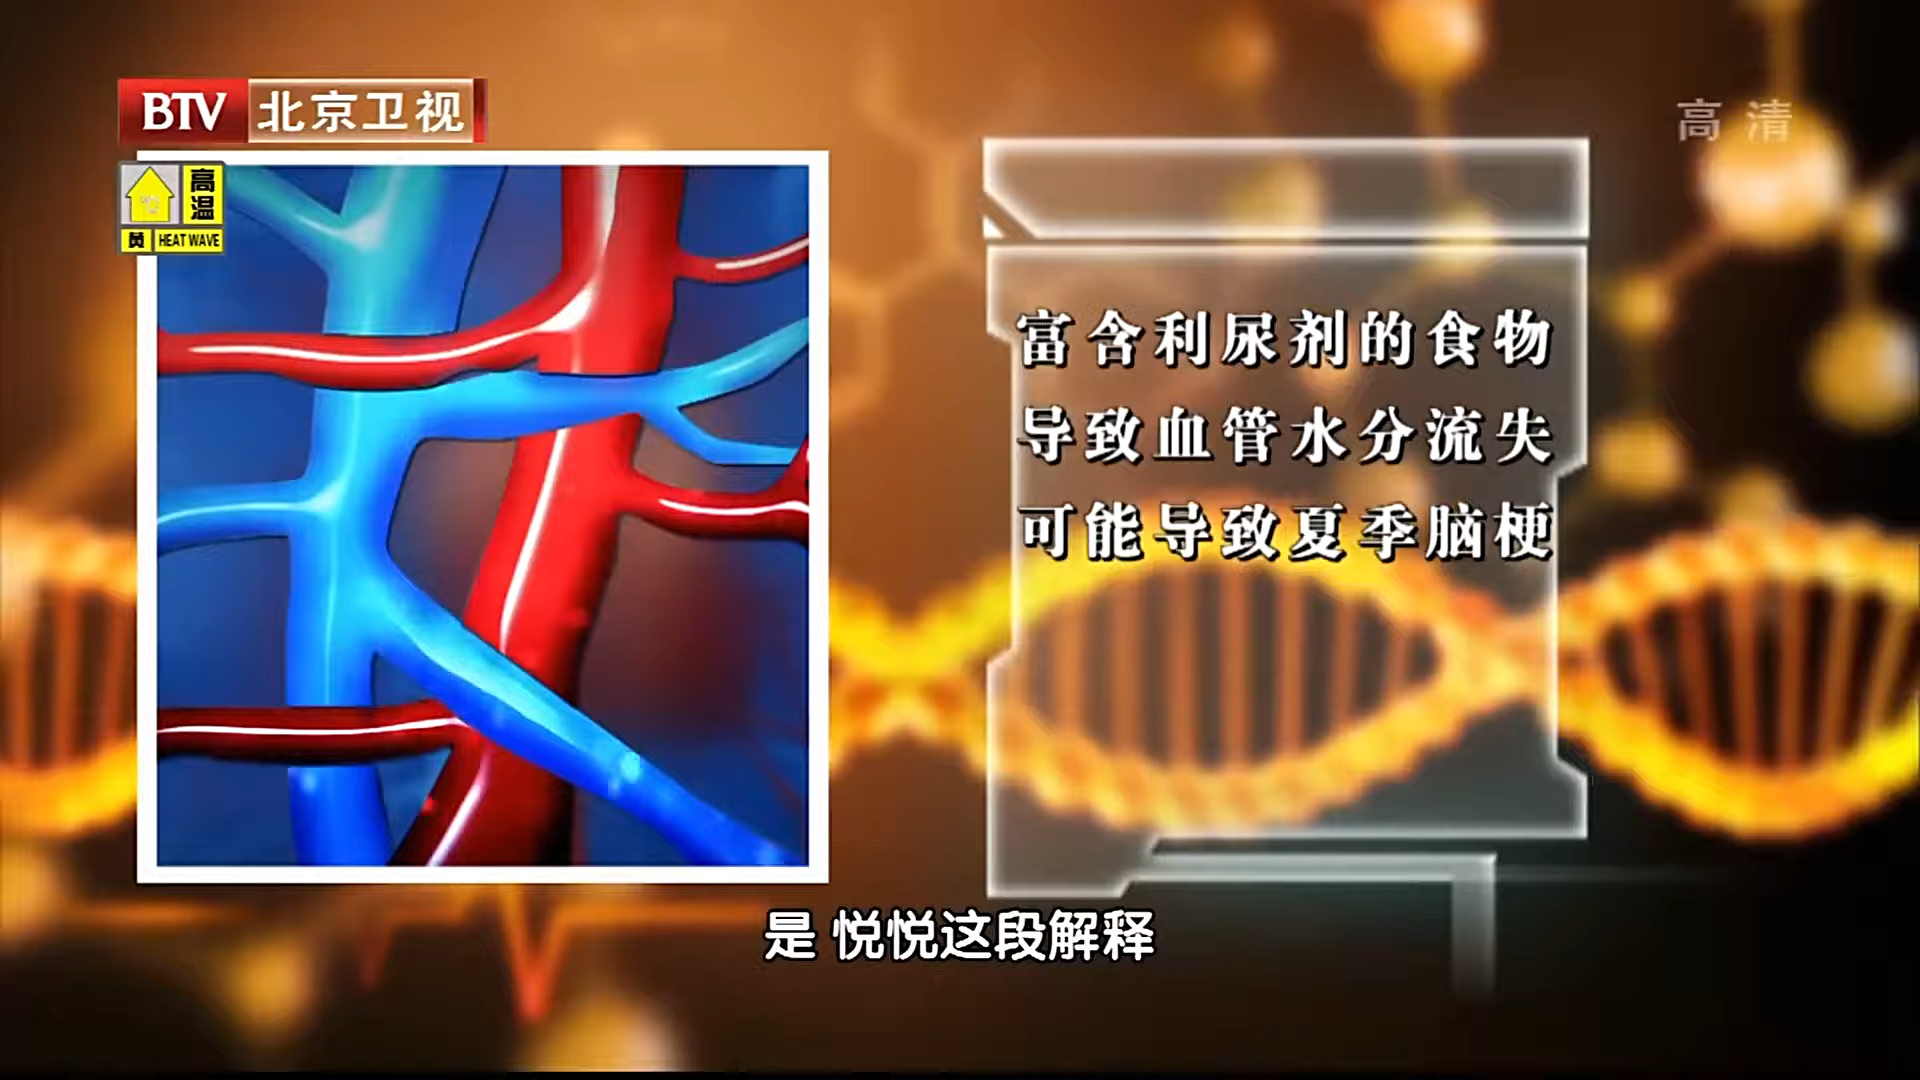 BTV 北京卫视
高清
高温
黄 HEAT WAVE
富含利尿剂的食物
导致血管水分流失
可能导致夏季脑梗
是 悦悦这段解释